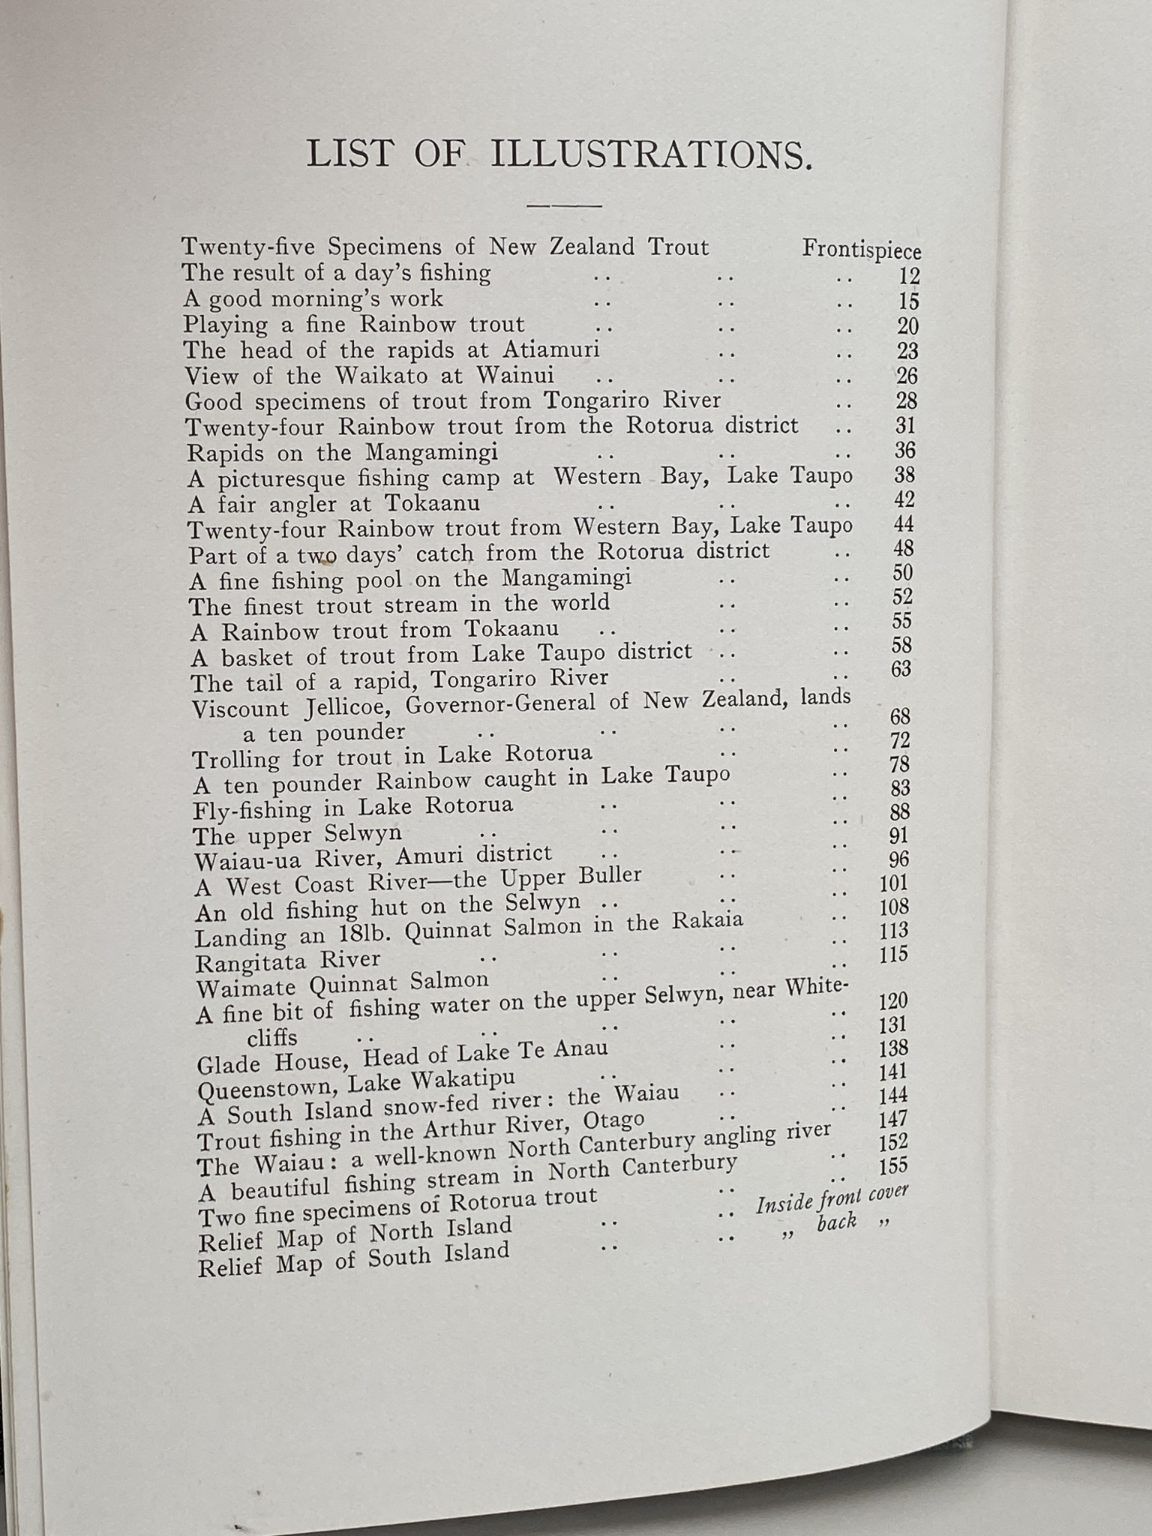 LIST OF ILLUSTRATIONS.
Twenty-five Specimens of New Zealand Trout Frontispiece
The result of a day's fishing .. .. .. 12
A good morning's work .. .. .. 15
Playing a fine Rainbow trout .. .. .. 20
The head of the rapids at Atiamuri .. .. 23
View of the Waikato at Wainui .. .. .. 26
Good specimens of trout from Tongariro River .. 28
Twenty-four Rainbow trout from the Rotorua district .. 31
Rapids on the Mangamingi .. .. .. 36
A picturesque fishing camp at Western Bay, Lake Taupo 38
A fair angler at Tokaanu .. .. .. 42
Twenty-four Rainbow trout from Western Bay, Lake Taupo 44
Part of a two days' catch from the Rotorua district .. 48
A fine fishing pool on the Mangamingi .. .. 50
The finest trout stream in the world .. .. 52
A Rainbow trout from Tokaanu .. .. .. 55
A basket of trout from Lake Taupo district .. .. 58
The tail of a rapid, Tongariro River .. .. 63
Viscount Jellicoe, Governor-General of New Zealand, lands
a ten pounder .. .. .. .. 68
Trolling for trout in Lake Rotorua .. .. 72
A ten pounder Rainbow caught in Lake Taupo .. 78
Fly-fishing in Lake Rotorua .. .. .. 83
The upper Selwyn .. .. .. .. 88
Waiau-ua River, Amuri district .. .. .. 91
A West Coast River—the Upper Buller .. .. 96
An old fishing hut on the Selwyn .. .. .. 101
Landing an 18lb. Quinnat Salmon in the Rakaia .. 108
Rangitata River .. .. .. .. 113
Waimate Quinnat Salmon .. .. .. 115
A fine bit of fishing water on the upper Selwyn, near White-
cliffs .. .. .. .. .. 120
Glade House, Head of Lake Te Anau .. .. 131
Queenstown, Lake Wakatipu .. .. .. 138
A South Island snow-fed river: the Waiau .. .. 141
Trout fishing in the Arthur River, Otago .. .. 144
The Waiau: a well-known North Canterbury angling river 147
A beautiful fishing stream in North Canterbury .. 152
Two fine specimens of Rotorua trout .. .. 155
Relief Map of North Island .. .. Inside front cover
Relief Map of South Island .. .. „ back „